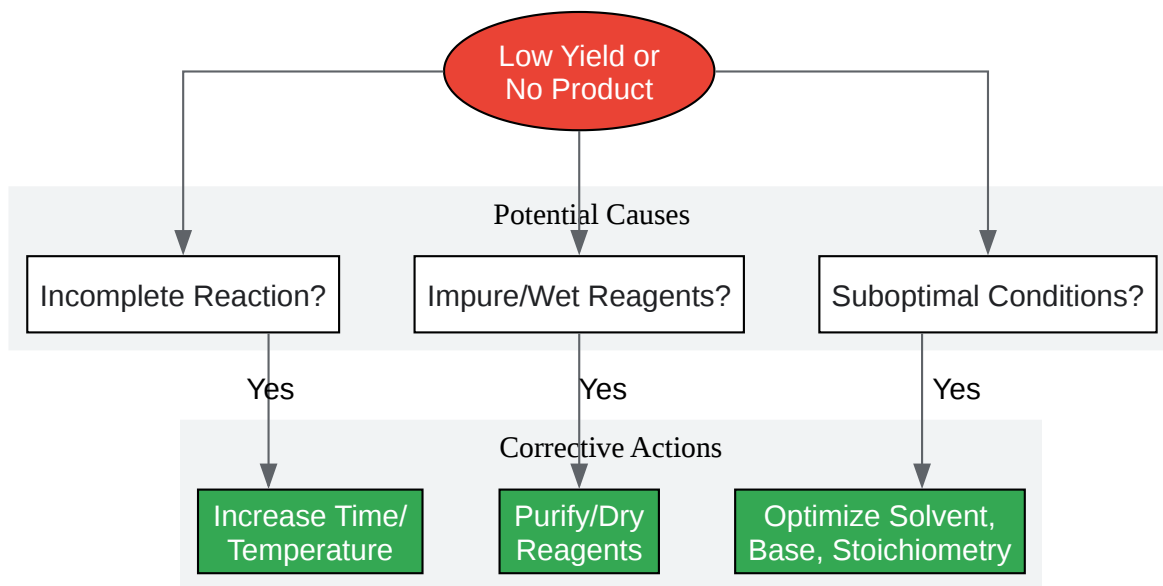 Low Yield or
No Product
Potential Causes
Incomplete Reaction?
Impure/Wet Reagents?
Suboptimal Conditions?
Yes
Yes
Yes
Corrective Actions
Increase Time/
Temperature
Purify/Dry
Reagents
Optimize Solvent,
Base, Stoichiometry